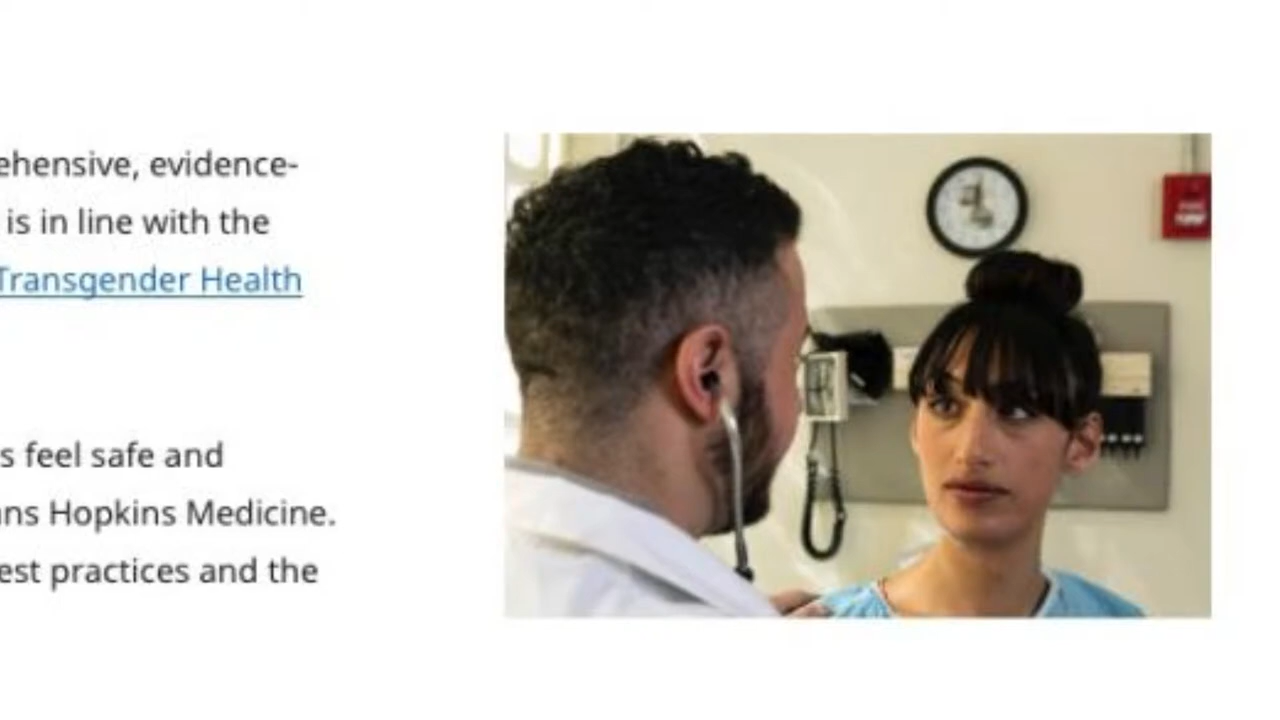 ehensive, evidence-
is in line with the
Transgender Health
s feel safe and
ns Hopkins Medicine.
est practices and the